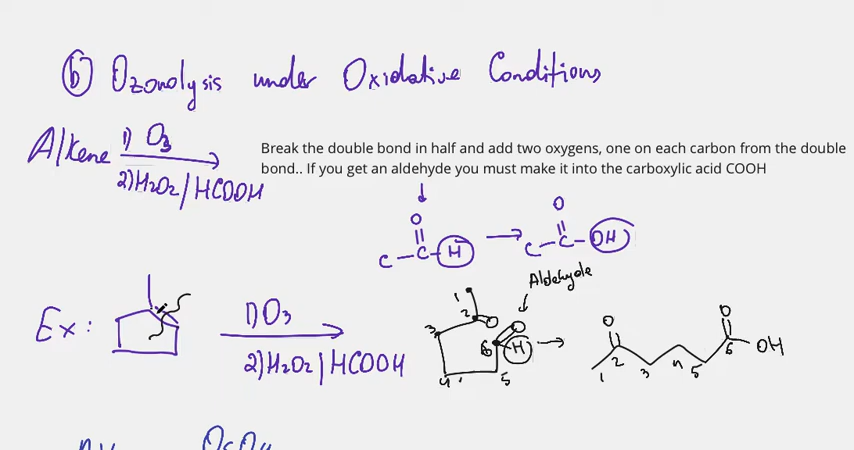 (b) Ozonolysis under Oxidative Conditions
Alkene 1) O3
2) H2O2 / HCOOH
Break the double bond in half and add two oxygens, one on each carbon from the double
bond.. If you get an aldehyde you must make it into the carboxylic acid COOH
O O
C - C - H → C - C - OH
Aldehyde
Ex: 1) O3
2) H2O2 | HCOOH
1 2 O O 3 6 H 4 5
O O OH 1 2 3 4 5 6
OsO4